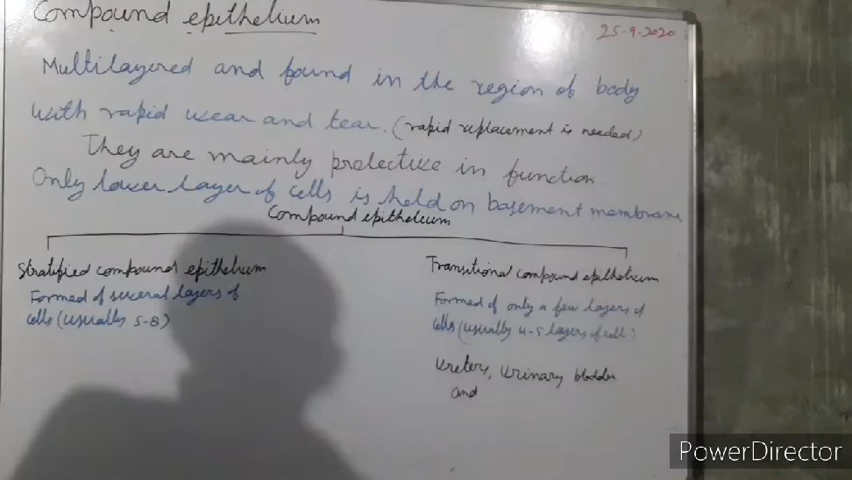 Compound epithelium
25-9-2020
Multilayered and found in the region of body
with rapid wear and tear. (rapid replacement is needed)
They are mainly protective in function.
Only lower layer of cells is held on basement membrane
Compound epithelium
Stratified compound epithelium
Formed of several layers of
cells (usually 5-8)
Transitional compound epithelium
Formed of only a few layers of
cells (usually 4-5 layers of cell)
Ureters, Urinary bladder
and
PowerDirector